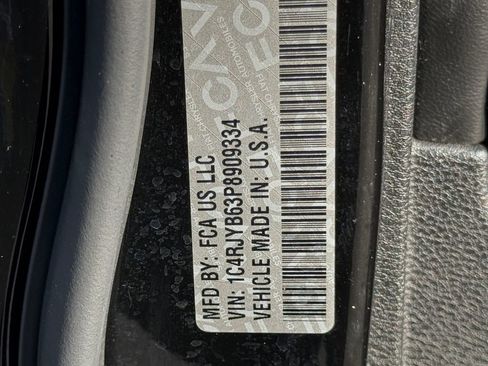 MFD BY: FCA US LLC
VIN: 1C4RJYB63P8909334
VEHICLE MADE IN: U.S.A.